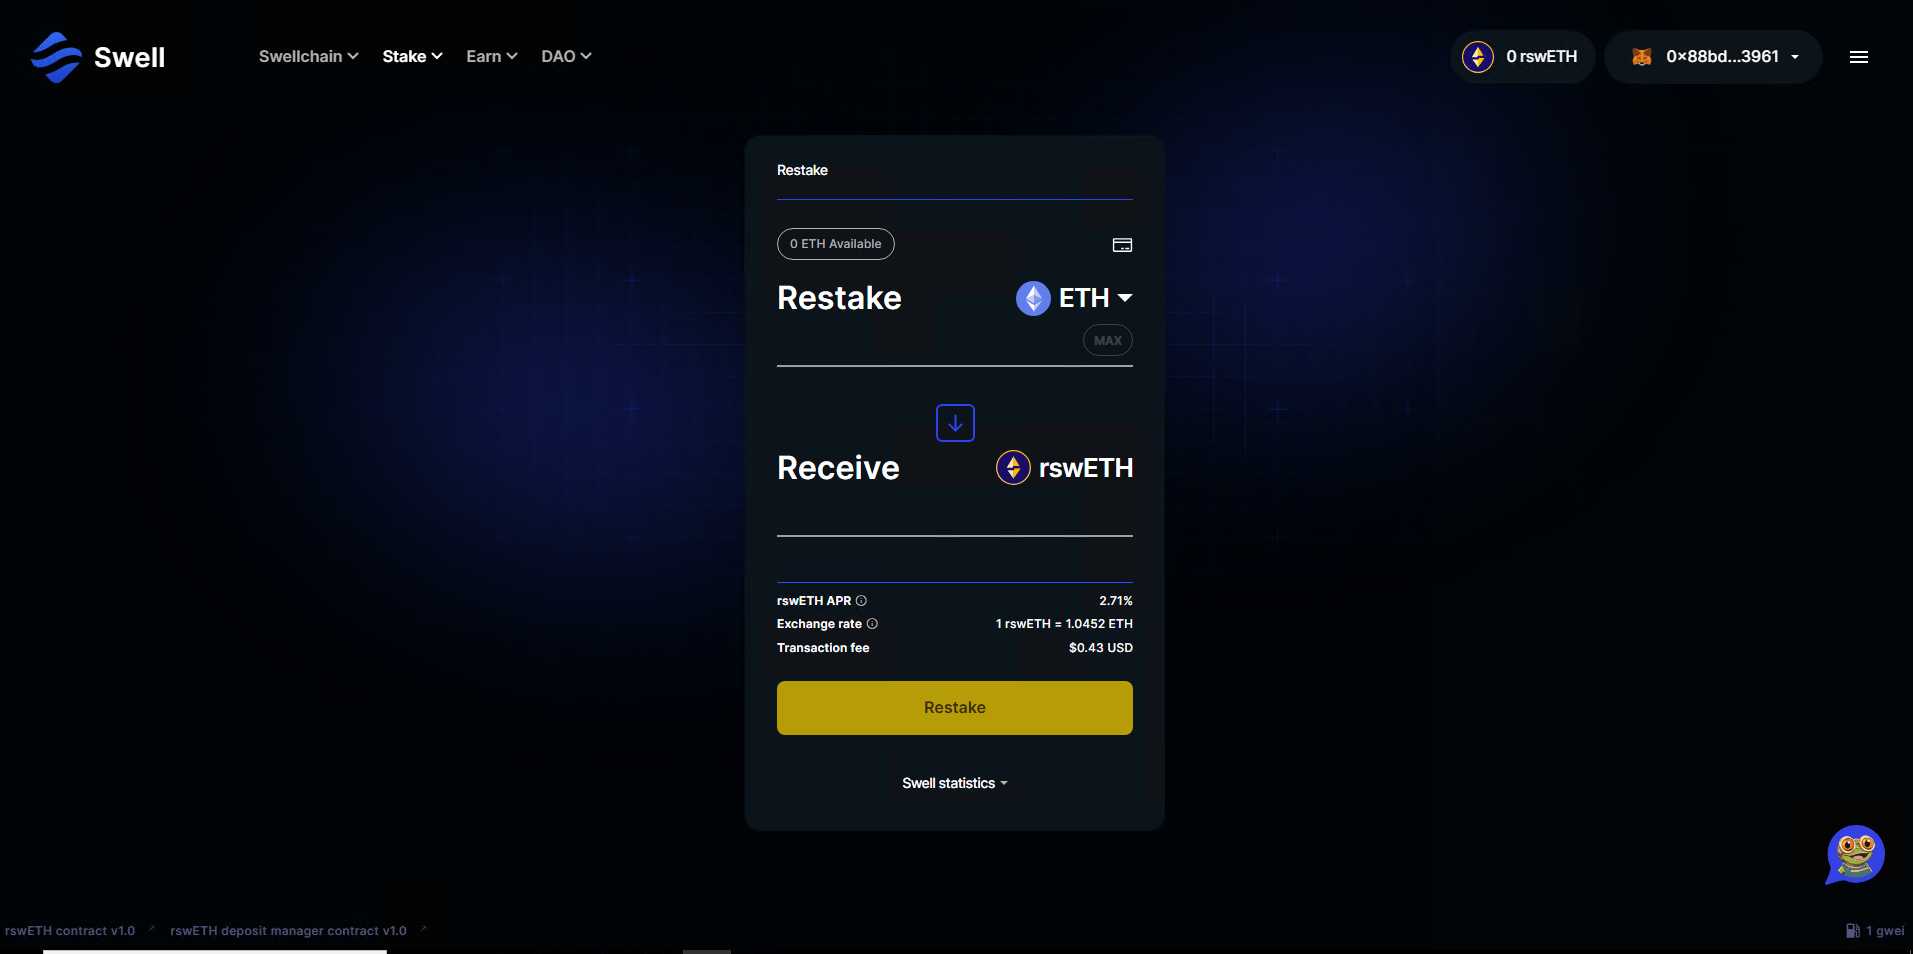 Swell
Swellchain
Stake
Earn
DAO
0 rswETH
0x88bd...3961
Restake
0 ETH Available
Restake
ETH
MAX
Receive
rswETH
rswETH APR
2.71%
Exchange rate
1 rswETH = 1.0452 ETH
Transaction fee
$0.43 USD
Restake
Swell statistics
rswETH contract v1.0
rswETH deposit manager contract v1.0
1 gwei